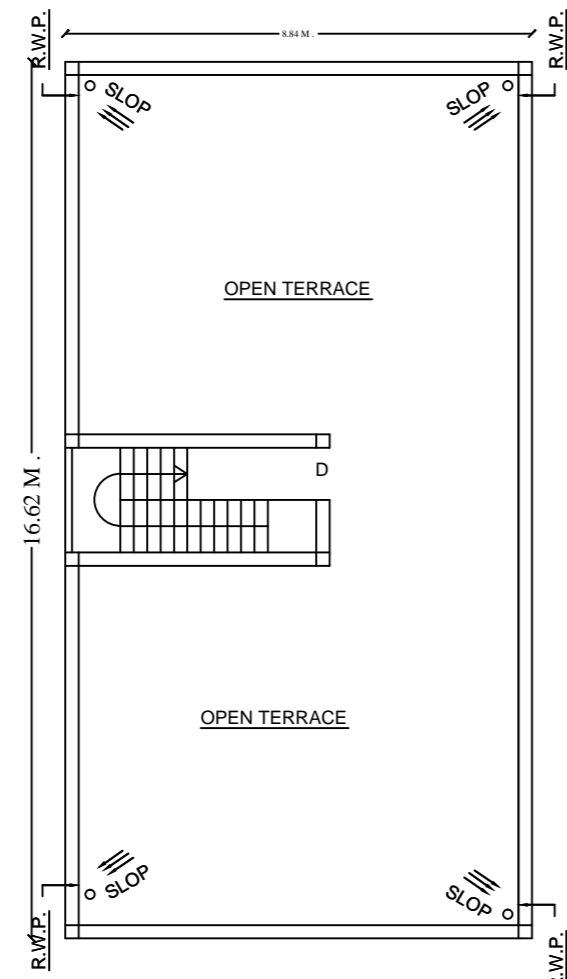 R.W.P.
8.84 M .
R.W.P.
SLOP
SLOP
OPEN TERRACE
16.62 M .
D
OPEN TERRACE
SLOP
SLOP
R.W.P.
R.W.P.